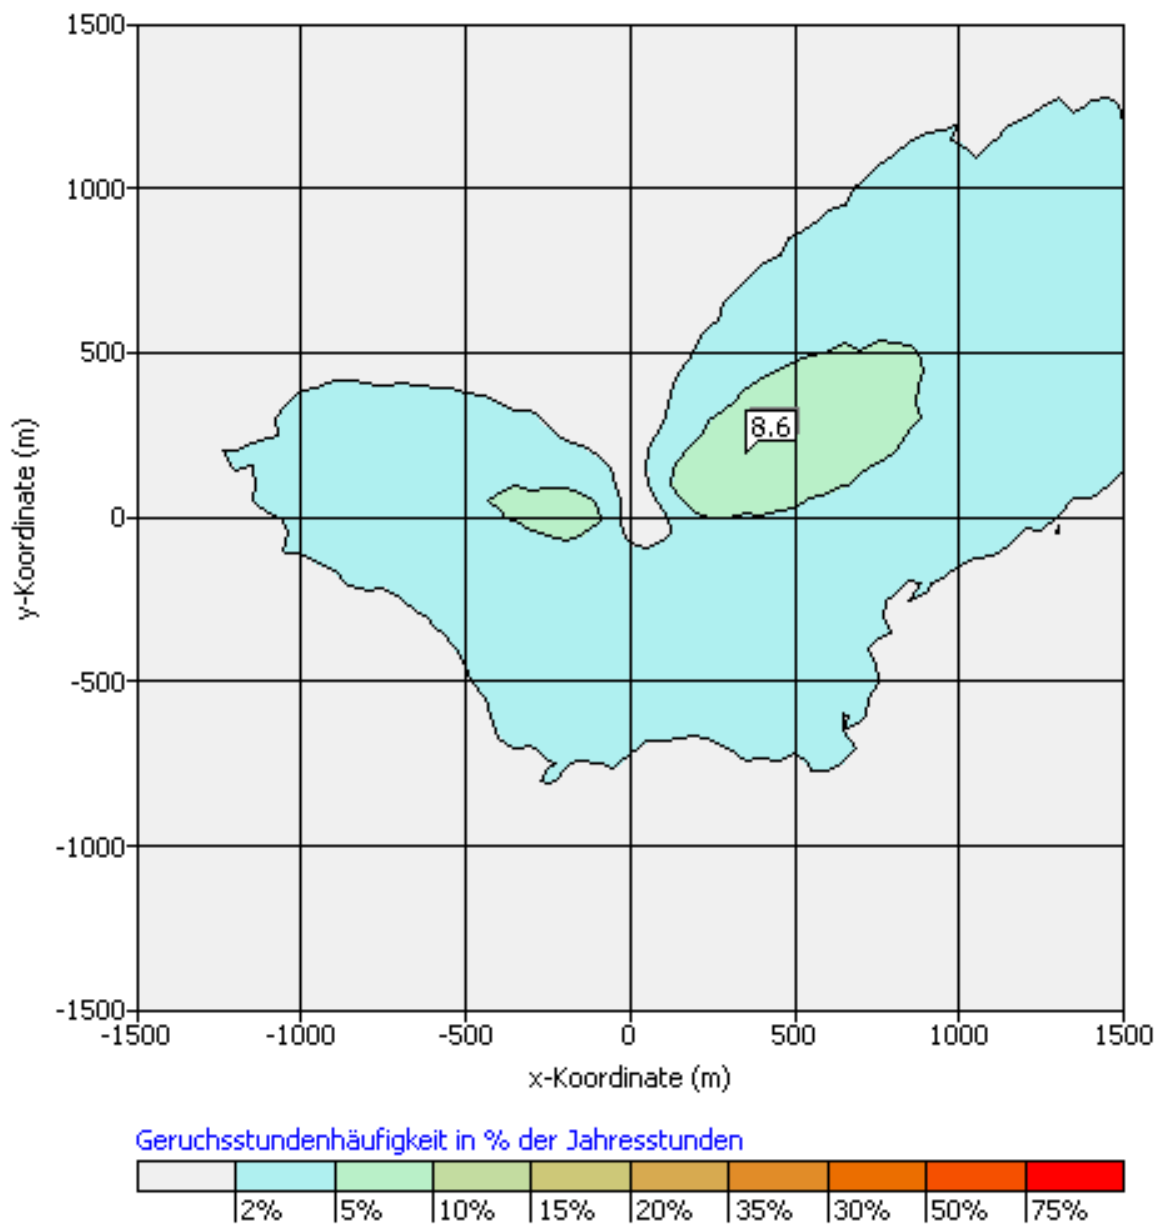 1500
1000
500
0
-500
-1000
-1500
y-Koordinate (m)
8.6
-1500 -1000 -500 0 500 1000 1500
x-Koordinate (m)
Geruchsstundenhäufigkeit in % der Jahresstunden
2% 5% 10% 15% 20% 35% 30% 50% 75%